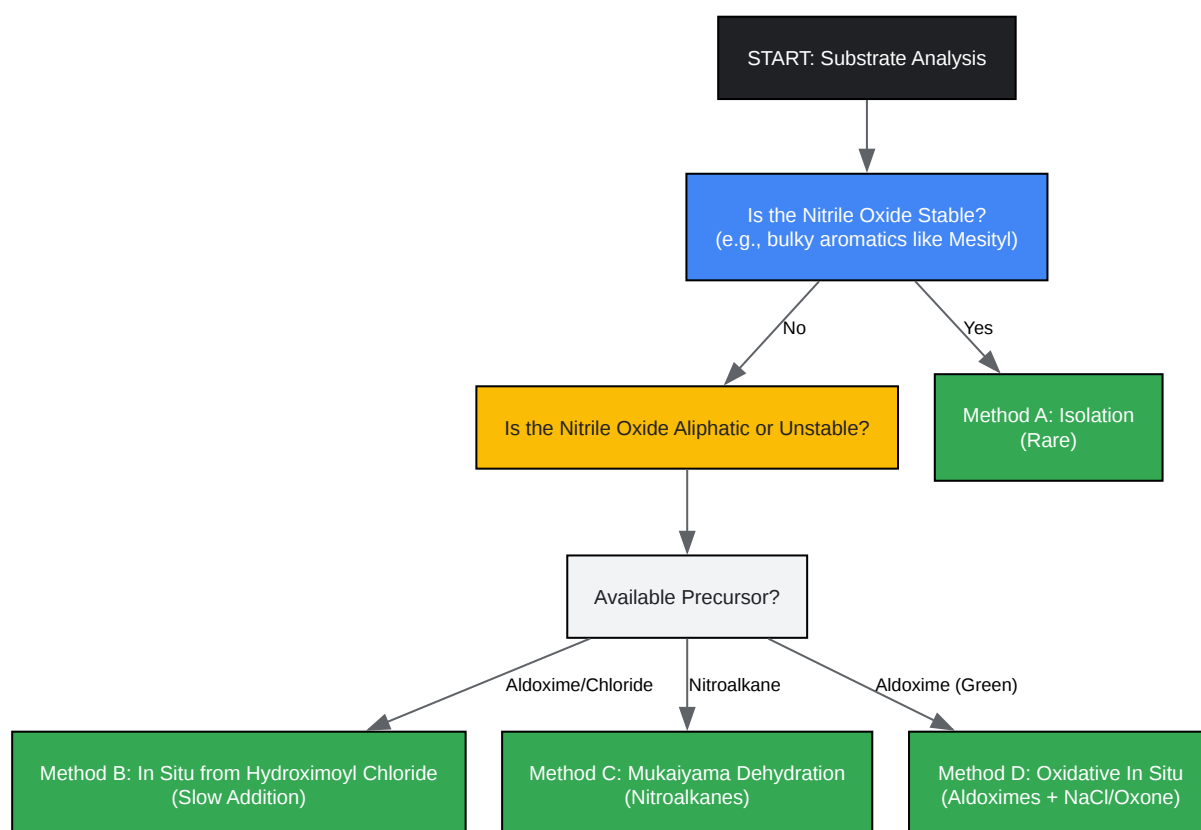 START: Substrate Analysis
Is the Nitrile Oxide Stable?
(e.g., bulky aromatics like Mesityl)
No
Yes
Is the Nitrile Oxide Aliphatic or Unstable?
Method A: Isolation
(Rare)
Available Precursor?
Aldoxime/Chloride
Nitroalkane
Aldoxime (Green)
Method B: In Situ from Hydroximoyl Chloride
(Slow Addition)
Method C: Mukaiyama Dehydration
(Nitroalkanes)
Method D: Oxidative In Situ
(Aldoximes + NaCl/Oxone)